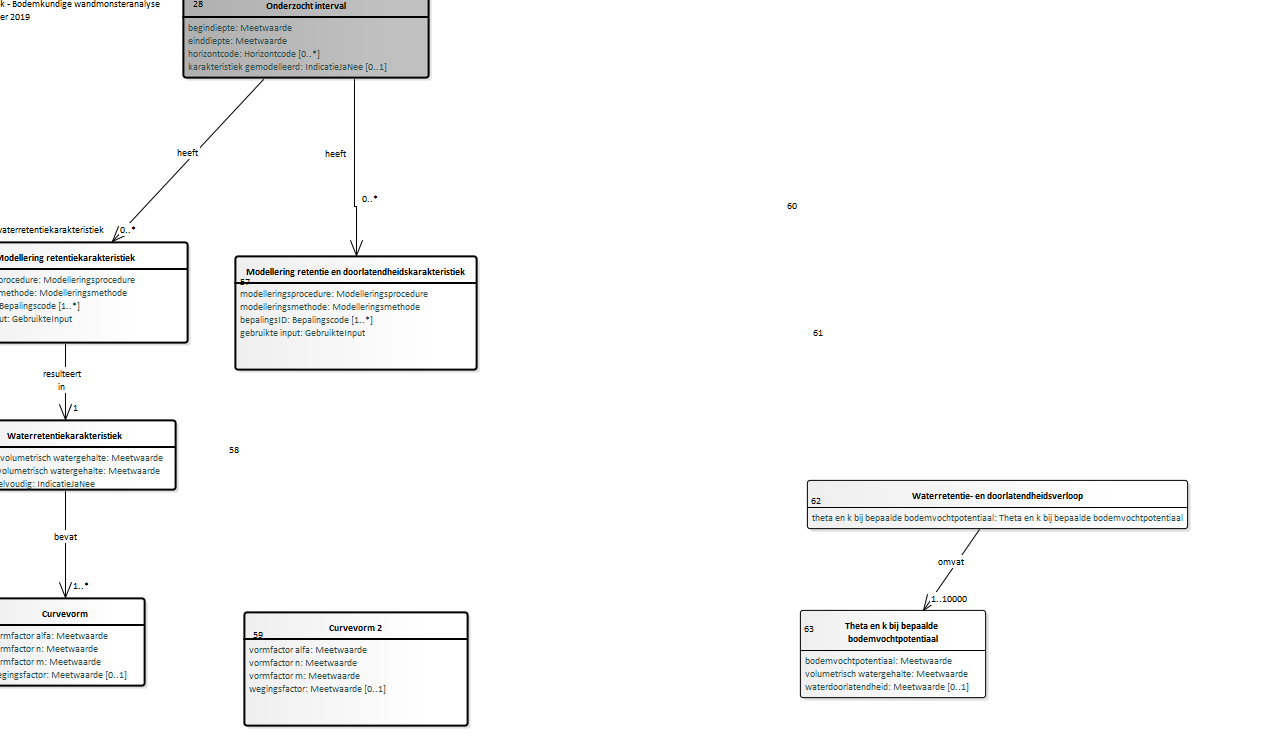 k - Bodemkundige wandmonsteranalyse
er 2019
28
Onderzocht interval
begindiepte: Meetwaarde
einddiepte: Meetwaarde
horizontcode: Horizontcode [0..*]
karakteristiek gemodelleerd: IndicatieJaNee [0..1]
heeft
heeft
0..*
60
waterretentiekarakteristiek
0..*
Modellering retentiekarakteristiek
procedure: Modelleringsprocedure
methode: Modelleringsmethode
Bepalingscode [1..*]
ut: GebruikteInput
Modellering retentie en doorlatendheidskarakteristiek
57
modelleringsprocedure: Modelleringsprocedure
modelleringsmethode: Modelleringsmethode
bepalingsID: Bepalingscode [1..*]
gebruikte input: GebruikteInput
61
resulteert
in
1
Waterretentiekarakteristiek
volumetrisch watergehalte: Meetwaarde
volumetrisch watergehalte: Meetwaarde
elvoudig: IndicatieJaNee
58
62
Waterretentie- en doorlatendheidsverloop
theta en k bij bepaalde bodemvochtpotentiaal: Theta en k bij bepaalde bodemvochtpotentiaal
bevat
1..*
omvat
1..10000
Curvevorm
rmfactor alfa: Meetwaarde
rmfactor n: Meetwaarde
rmfactor m: Meetwaarde
egingsfactor: Meetwaarde [0..1]
Curvevorm 2
59
vormfactor alfa: Meetwaarde
vormfactor n: Meetwaarde
vormfactor m: Meetwaarde
wegingsfactor: Meetwaarde [0..1]
63
Theta en k bij bepaalde
bodemvochtpotentiaal
bodemvochtpotentiaal: Meetwaarde
volumetrisch watergehalte: Meetwaarde
waterdoorlatendheid: Meetwaarde [0..1]